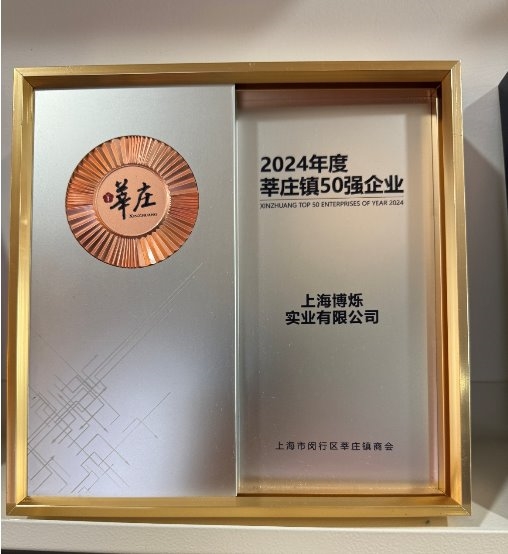 莘庄
XINZHUANG
2024年度
莘庄镇50强企业
XINZHUANG TOP 50 ENTERPRISES OF YEAR 2024
上海博烁
实业有限公司
上海市闵行区莘庄镇商会